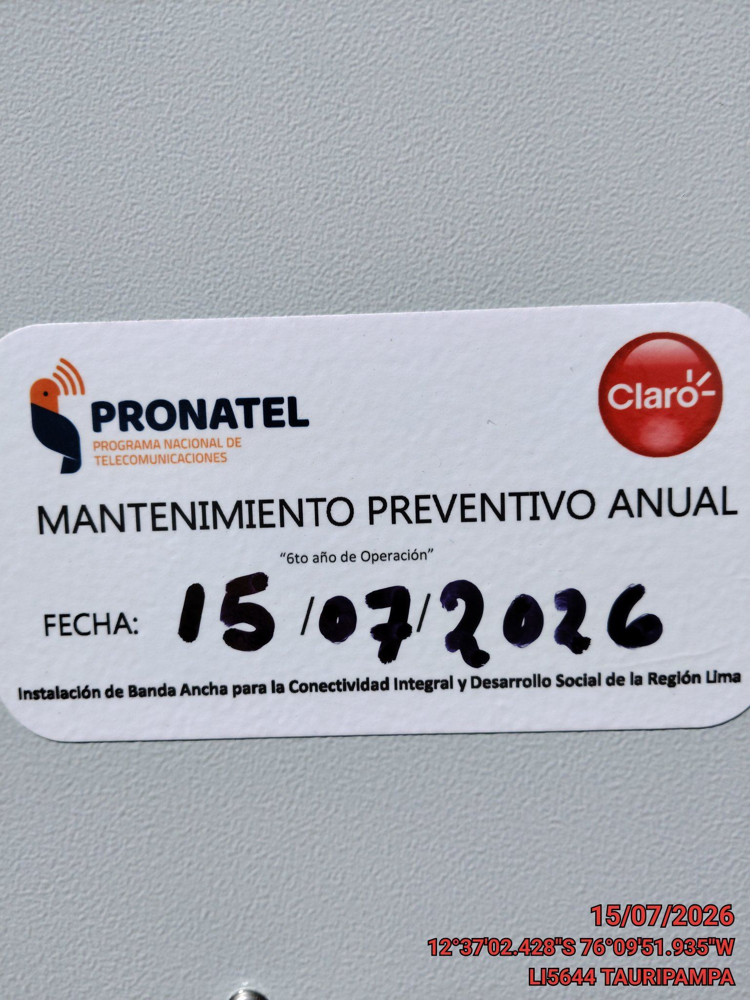 PRONATEL
PROGRAMA NACIONAL DE
TELECOMUNICACIONES
Claro
MANTENIMIENTO PREVENTIVO ANUAL
“6to año de Operación”
FECHA: 15/07/2026
Instalación de Banda Ancha para la Conectividad Integral y Desarrollo Social de la Región Lima
15/07/2026
12°37'02.428"S 76°09'51.935"W
LI5644 TAURIPAMPA